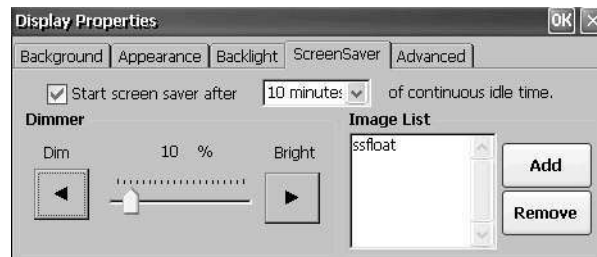 Display Properties OK
Background Appearance Backlight ScreenSaver Advanced
Start screen saver after 10 minutes of continuous idle time.
Dimmer Image List
Dim 10 % Bright ssfloat
Add
Remove